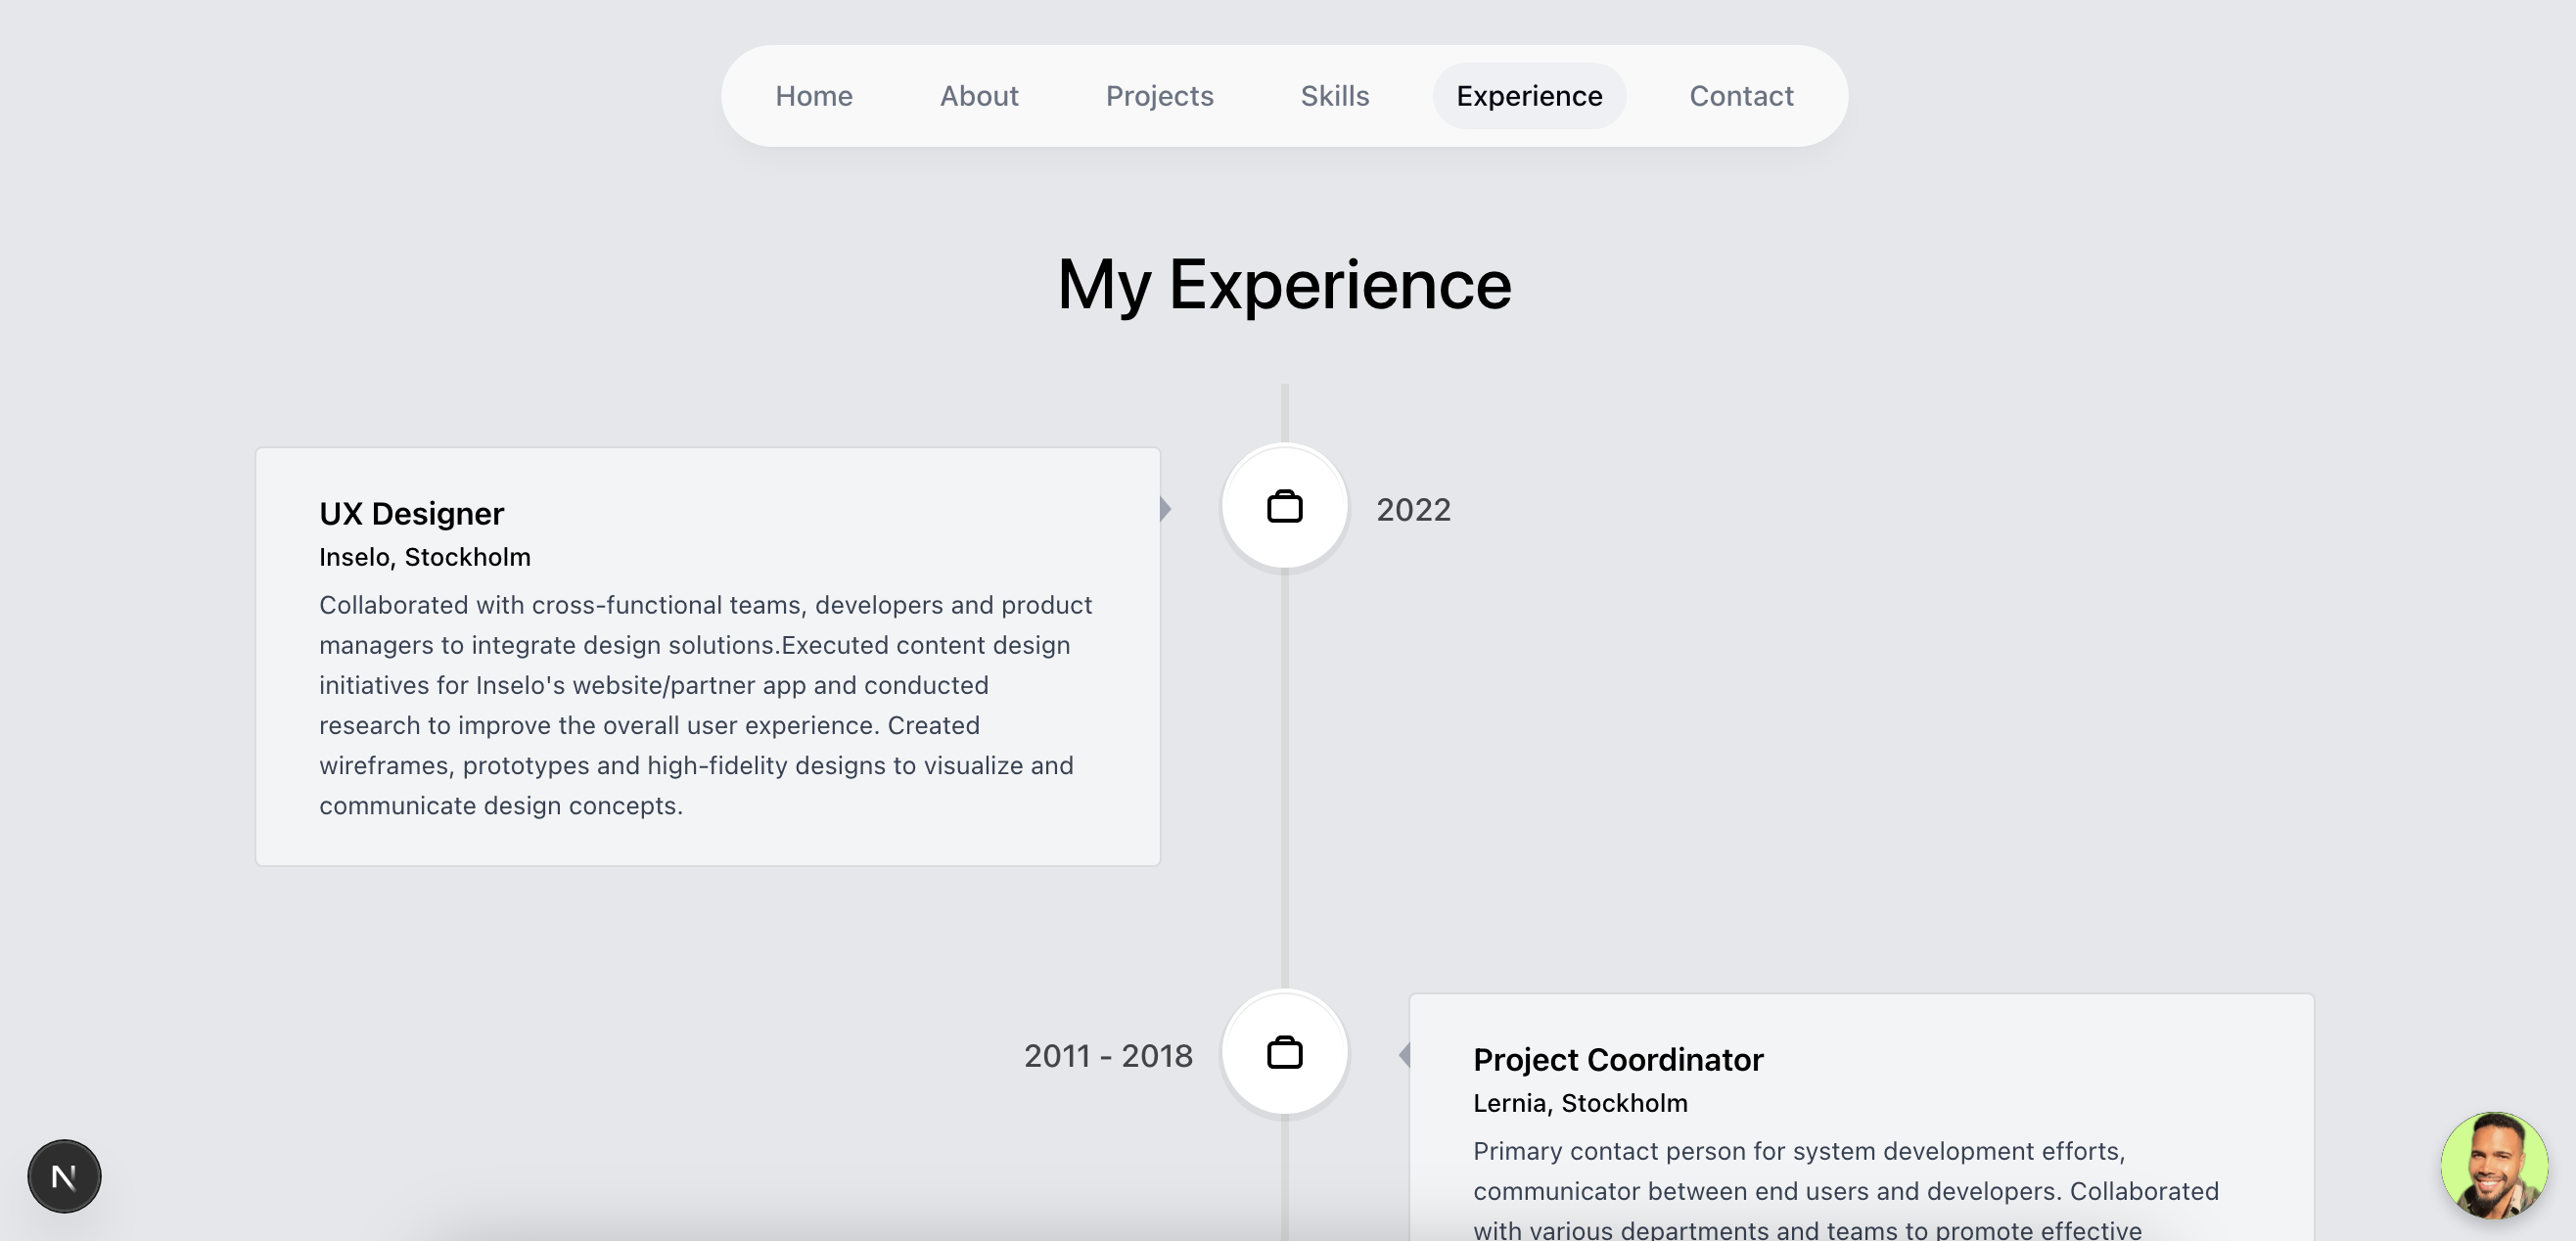 Home About Projects Skills Experience Contact
My Experience
UX Designer
Inselo, Stockholm
Collaborated with cross-functional teams, developers and product
managers to integrate design solutions.Executed content design
initiatives for Inselo's website/partner app and conducted
research to improve the overall user experience. Created
wireframes, prototypes and high-fidelity designs to visualize and
communicate design concepts.
2022
2011 - 2018
Project Coordinator
Lernia, Stockholm
Primary contact person for system development efforts,
communicator between end users and developers. Collaborated
with various departments and teams to promote effective
N